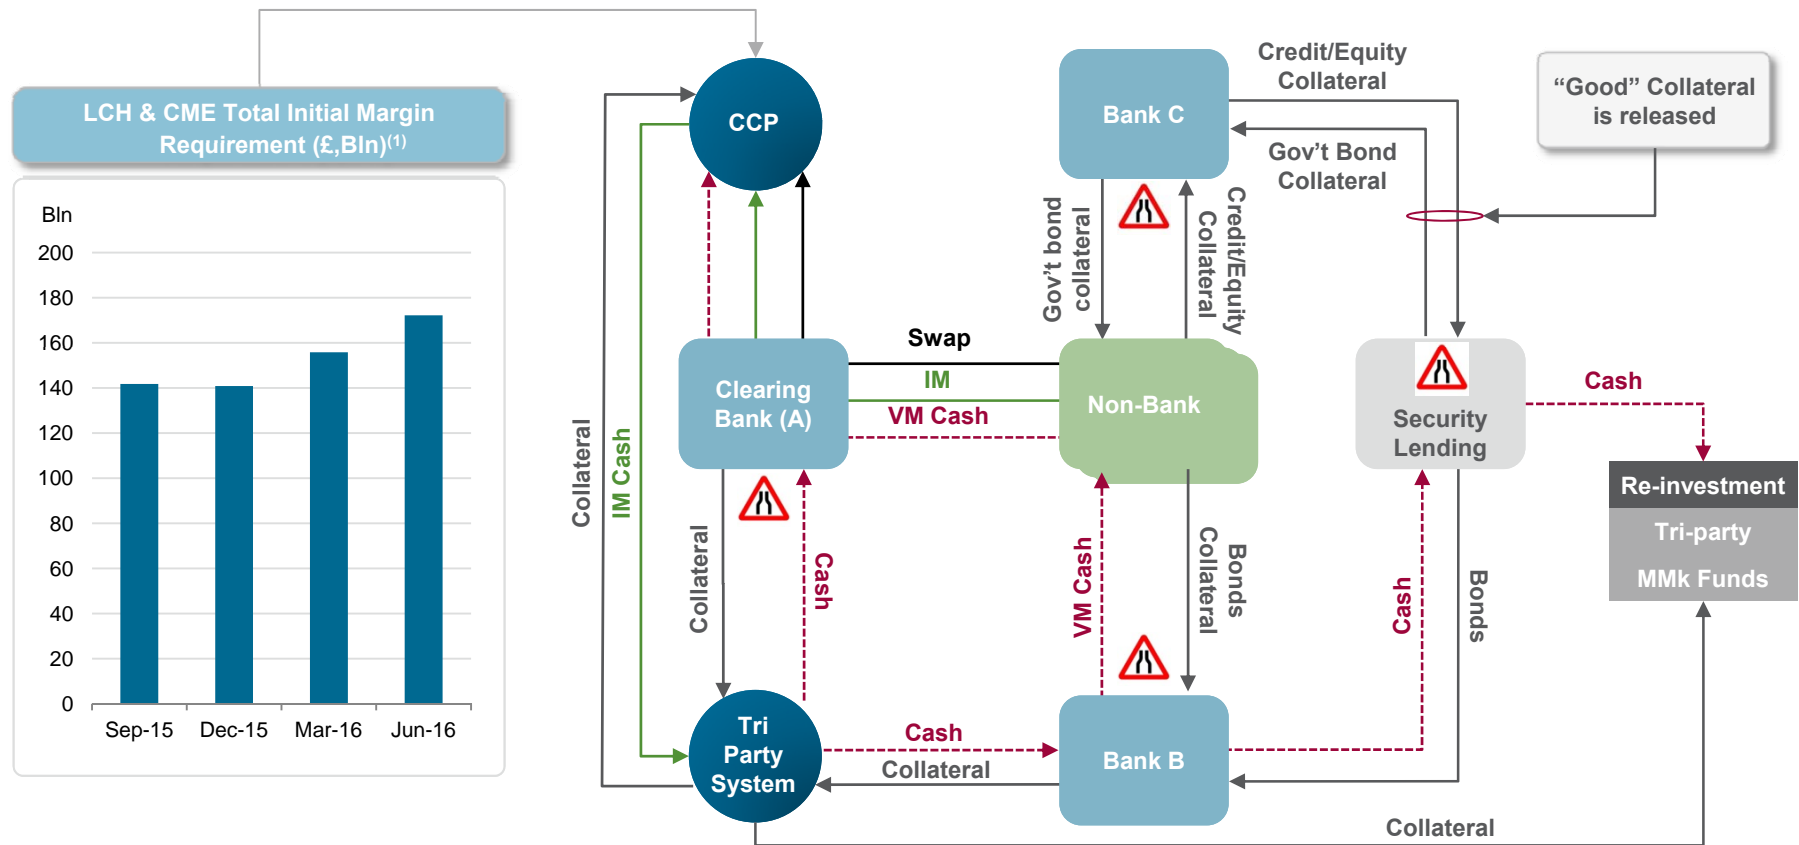 LCH & CME Total Initial Margin
Requirement (£,Bln)(1)
Bln
200
180
160
140
120
100
80
60
40
20
0
Sep-15 Dec-15 Mar-16 Jun-16
CCP
Bank C
Credit/Equity
Collateral
Gov't Bond
Collateral
“Good” Collateral
is released
Gov't bond
collateral
Credit/Equity
Collateral
Collateral
IM Cash
Clearing
Bank (A)
Swap
IM
VM Cash
Non-Bank
Security
Lending
Cash
Re-investment
Tri-party
MMk Funds
Collateral
Cash
VM Cash
Bonds
Collateral
Cash
Bonds
Tri
Party
System
Cash
Collateral
Bank B
Collateral